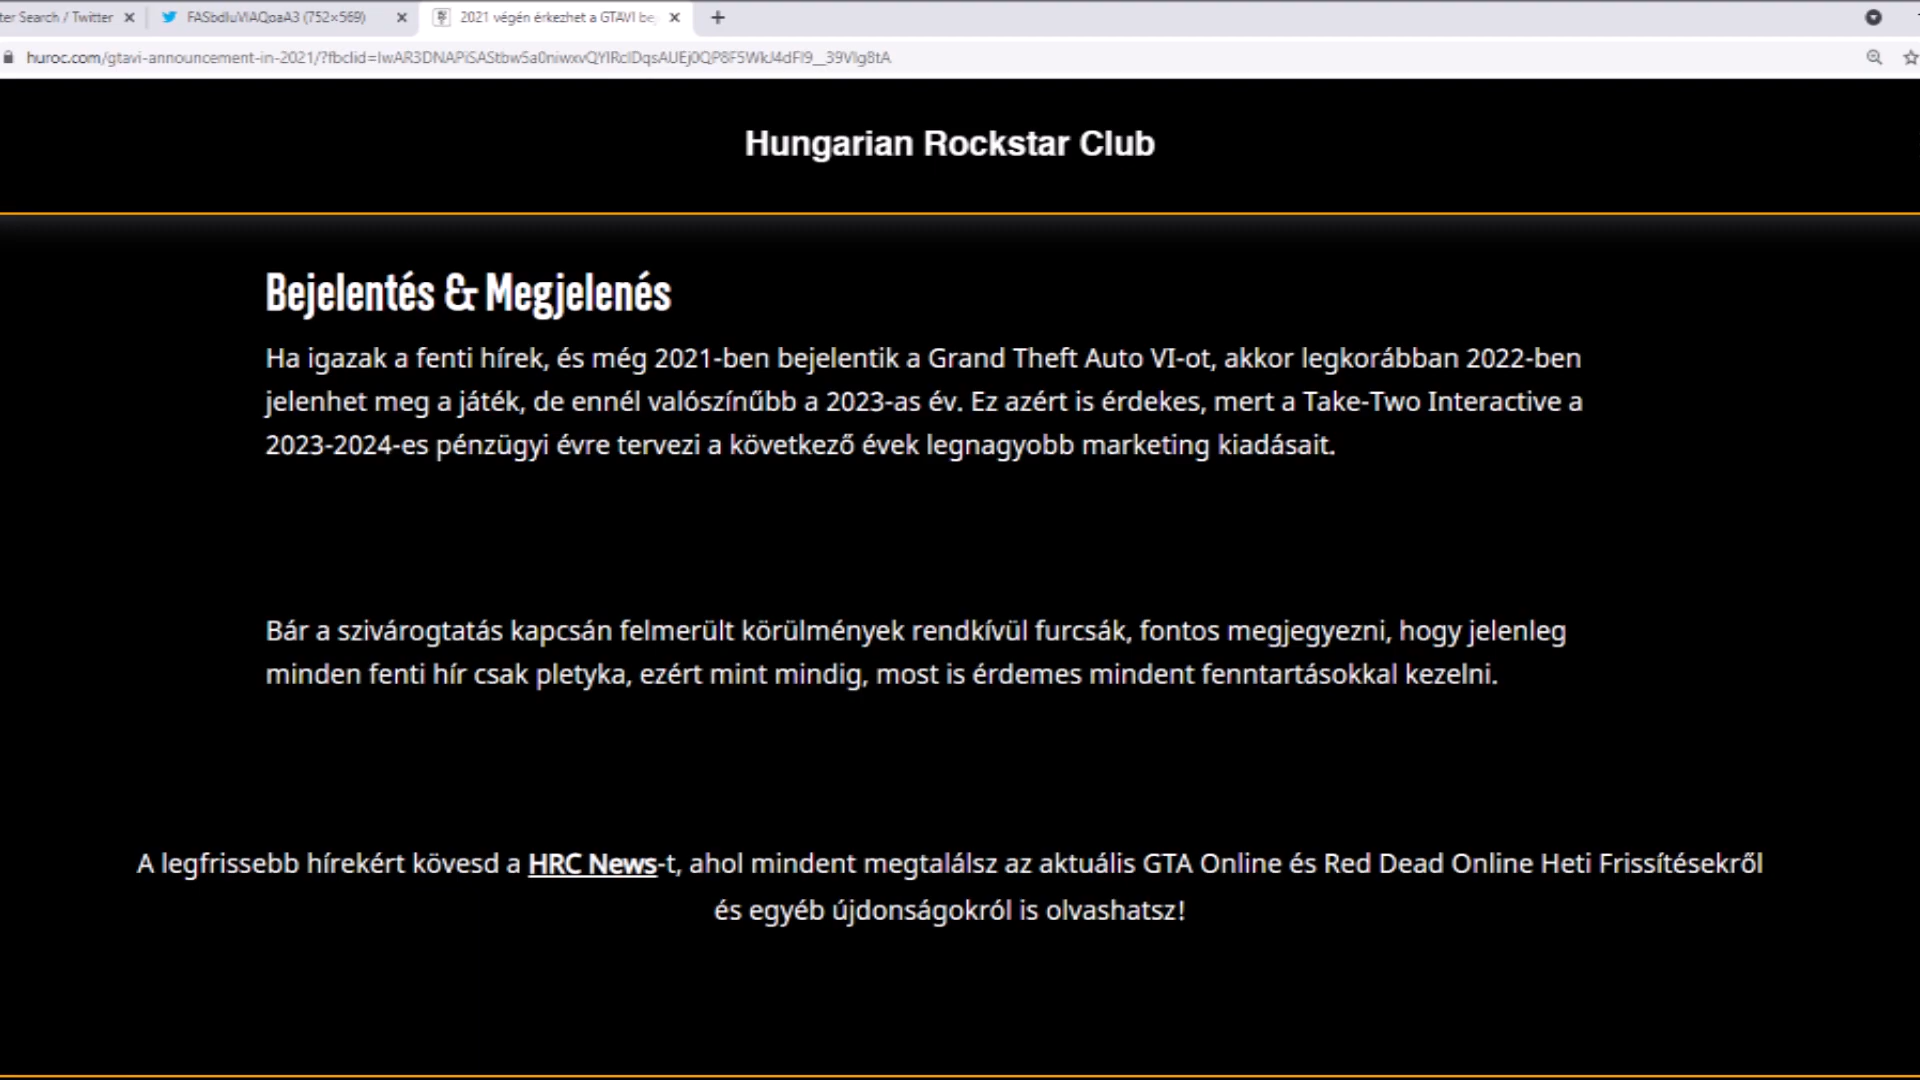 ter Search / Twitter
(752×569)
2021 végén érkezhet a GTAVI be
huroc.com/gtavi-announcement-in-2021/
Hungarian Rockstar Club
Bejelentés & Megjelenés
Ha igazak a fenti hírek, és még 2021-ben bejelentik a Grand Theft Auto VI-ot, akkor legkorábban 2022-ben
jelenhet meg a játék, de ennél valószínűbb a 2023-as év. Ez azért is érdekes, mert a Take-Two Interactive a
2023-2024-es pénzügyi évre tervezi a következő évek legnagyobb marketing kiadásait.
Bár a szivárogtatás kapcsán felmerült körülmények rendkívül furcsák, fontos megjegyezni, hogy jelenleg
minden fenti hír csak pletyka, ezért mint mindig, most is érdemes mindent fenntartásokkal kezelni.
A legfrissebb hírekért kövesd a HRC News-t, ahol mindent megtalálsz az aktuális GTA Online és Red Dead Online Heti Frissítésekről
és egyéb újdonságokról is olvashatsz!